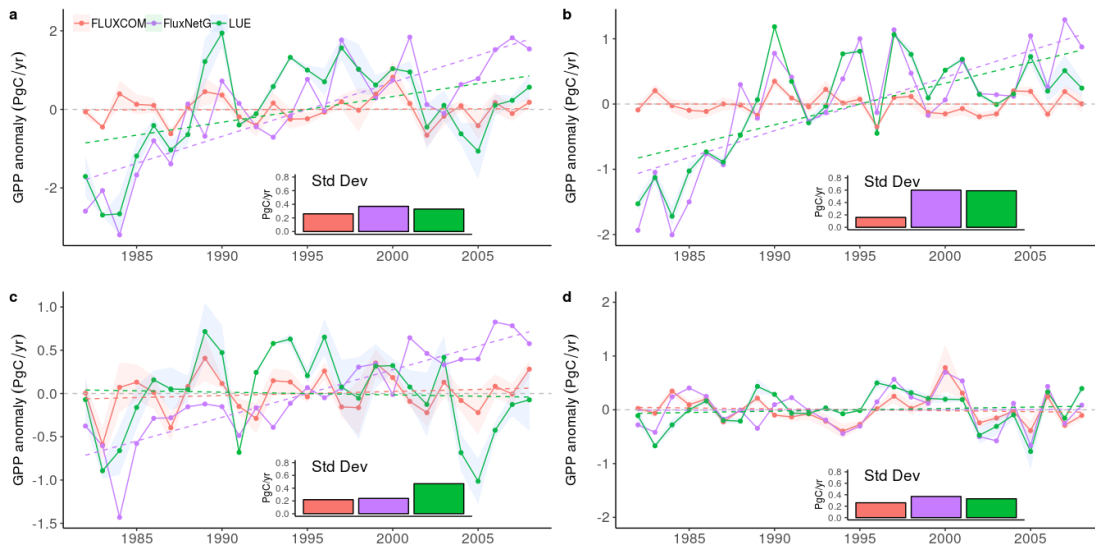 a
FLUXCOM FluxNetG LUE
GPP anomaly (PgC/yr)
2
0
-2
1985 1990 1995 2000 2005
Std Dev
PgC/yr
0.8
0.6
0.4
0.2
0.0
b
GPP anomaly (PgC/yr)
1
0
-1
-2
1985 1990 1995 2000 2005
Std Dev
PgC/yr
0.8
0.6
0.4
0.2
0.0
c
GPP anomaly (PgC/yr)
1.0
0.5
0.0
-0.5
-1.0
-1.5
1985 1990 1995 2000 2005
Std Dev
PgC/yr
0.8
0.6
0.4
0.2
0.0
d
GPP anomaly (PgC/yr)
2
1
0
-1
-2
1985 1990 1995 2000 2005
Std Dev
PgC/yr
0.8
0.6
0.4
0.2
0.0